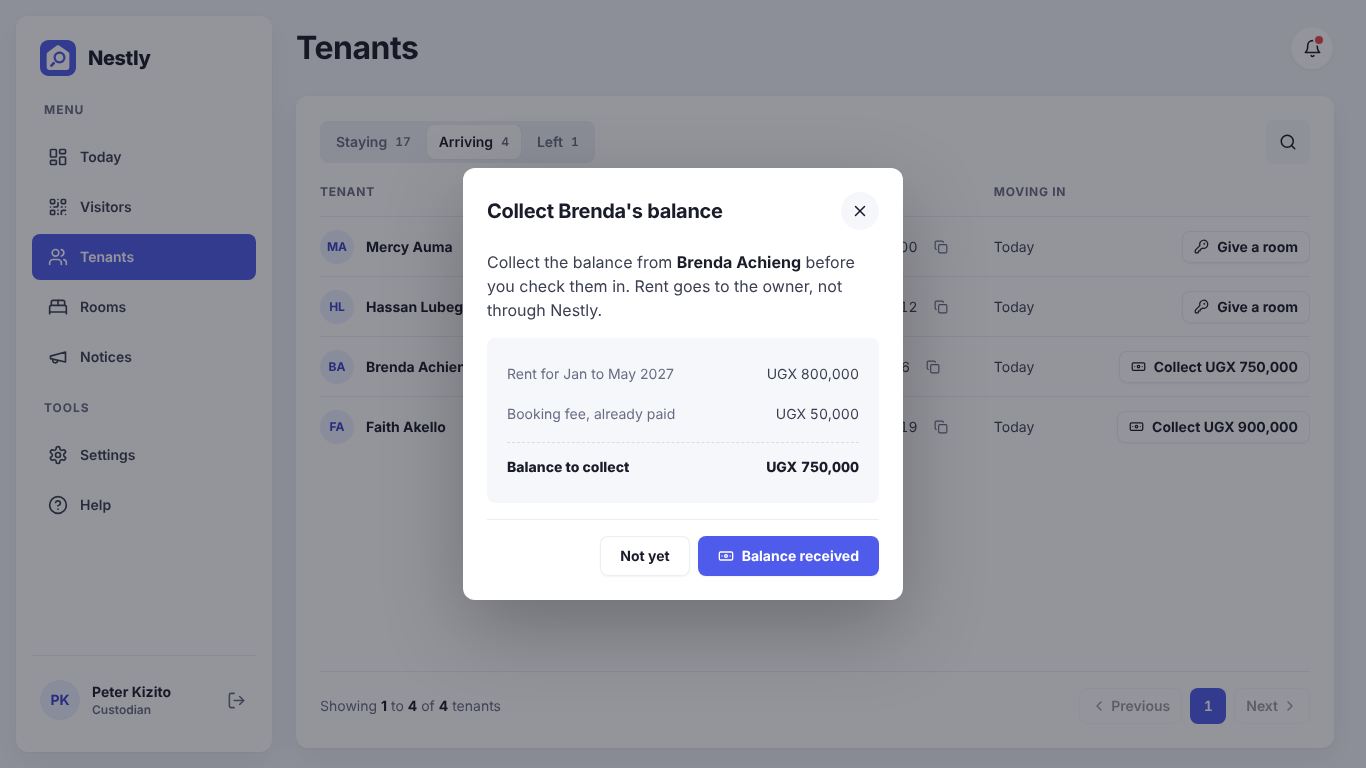 Nestly
MENU
Today
Visitors
Tenants
Rooms
Notices
TOOLS
Settings
Help
PK
Peter Kizito
Custodian
Tenants
Staying 17
Arriving 4
Left 1
TENANT
MOVING IN
MA Mercy Auma 00 Today Give a room
HL Hassan Lubeg 12 Today Give a room
BA Brenda Achien 6 Today Collect UGX 750,000
FA Faith Akello 19 Today Collect UGX 900,000
Showing 1 to 4 of 4 tenants
Previous 1 Next
Collect Brenda's balance
Collect the balance from Brenda Achieng before
you check them in. Rent goes to the owner, not
through Nestly.
Rent for Jan to May 2027 UGX 800,000
Booking fee, already paid UGX 50,000
Balance to collect UGX 750,000
Not yet
Balance received